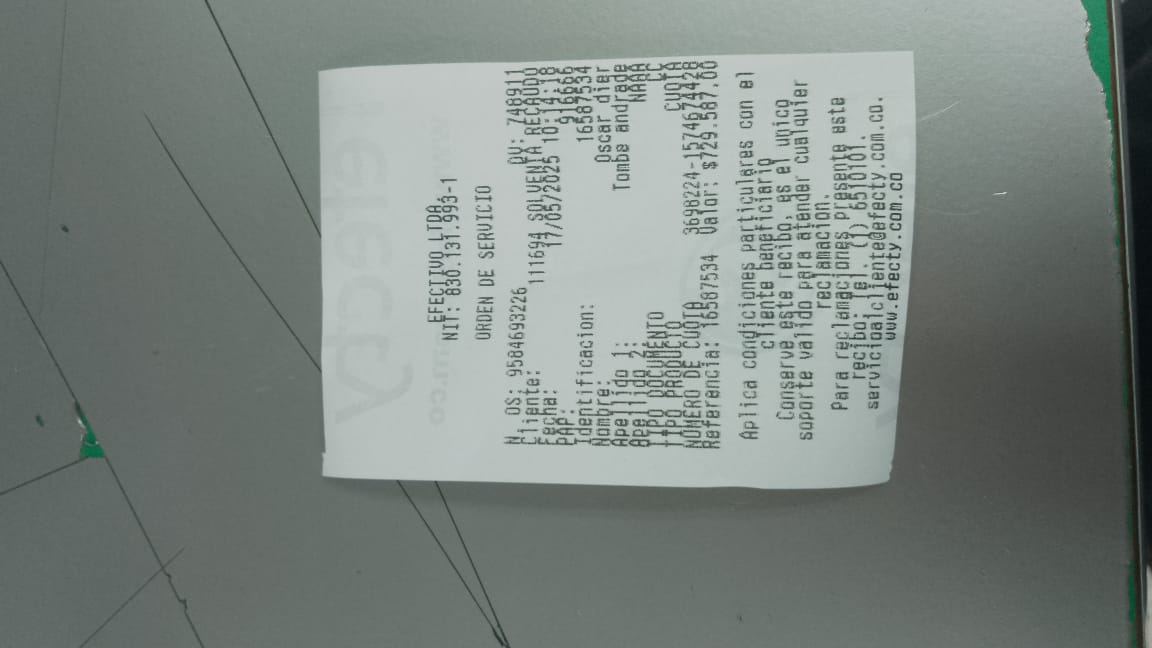 EFECTIVO LTDA.
NIT: 830.131.993-1
ORDEN DE SERVICIO
N. OS: 9584693226 PV: 748911
Cliente: 111694 SOLVENTA RECAUDO
Fecha: 17/05/2025 10:14:18
PAP: 916666
Identificacion: 16587534
Nombre: Oscar dier
Apellido 1: Tombe andrade
Apellido 2: NAAA
TIPO DOCUMENTO CC
TIPO PRODUCTO CUOTA
NUMERO DE CUOTA 3698224-1574674428
Referencia: 16587534 Valor: $729.587,00
Aplica condiciones particulares con el
cliente beneficiario
Conserve este recibo, es el unico
soporte valido para atender cualquier
reclamacion.
Para reclamaciones presente este
recibo: Tel. (1) 6510101.
servicioalcliente@efecty.com.co.
www.efecty.com.co